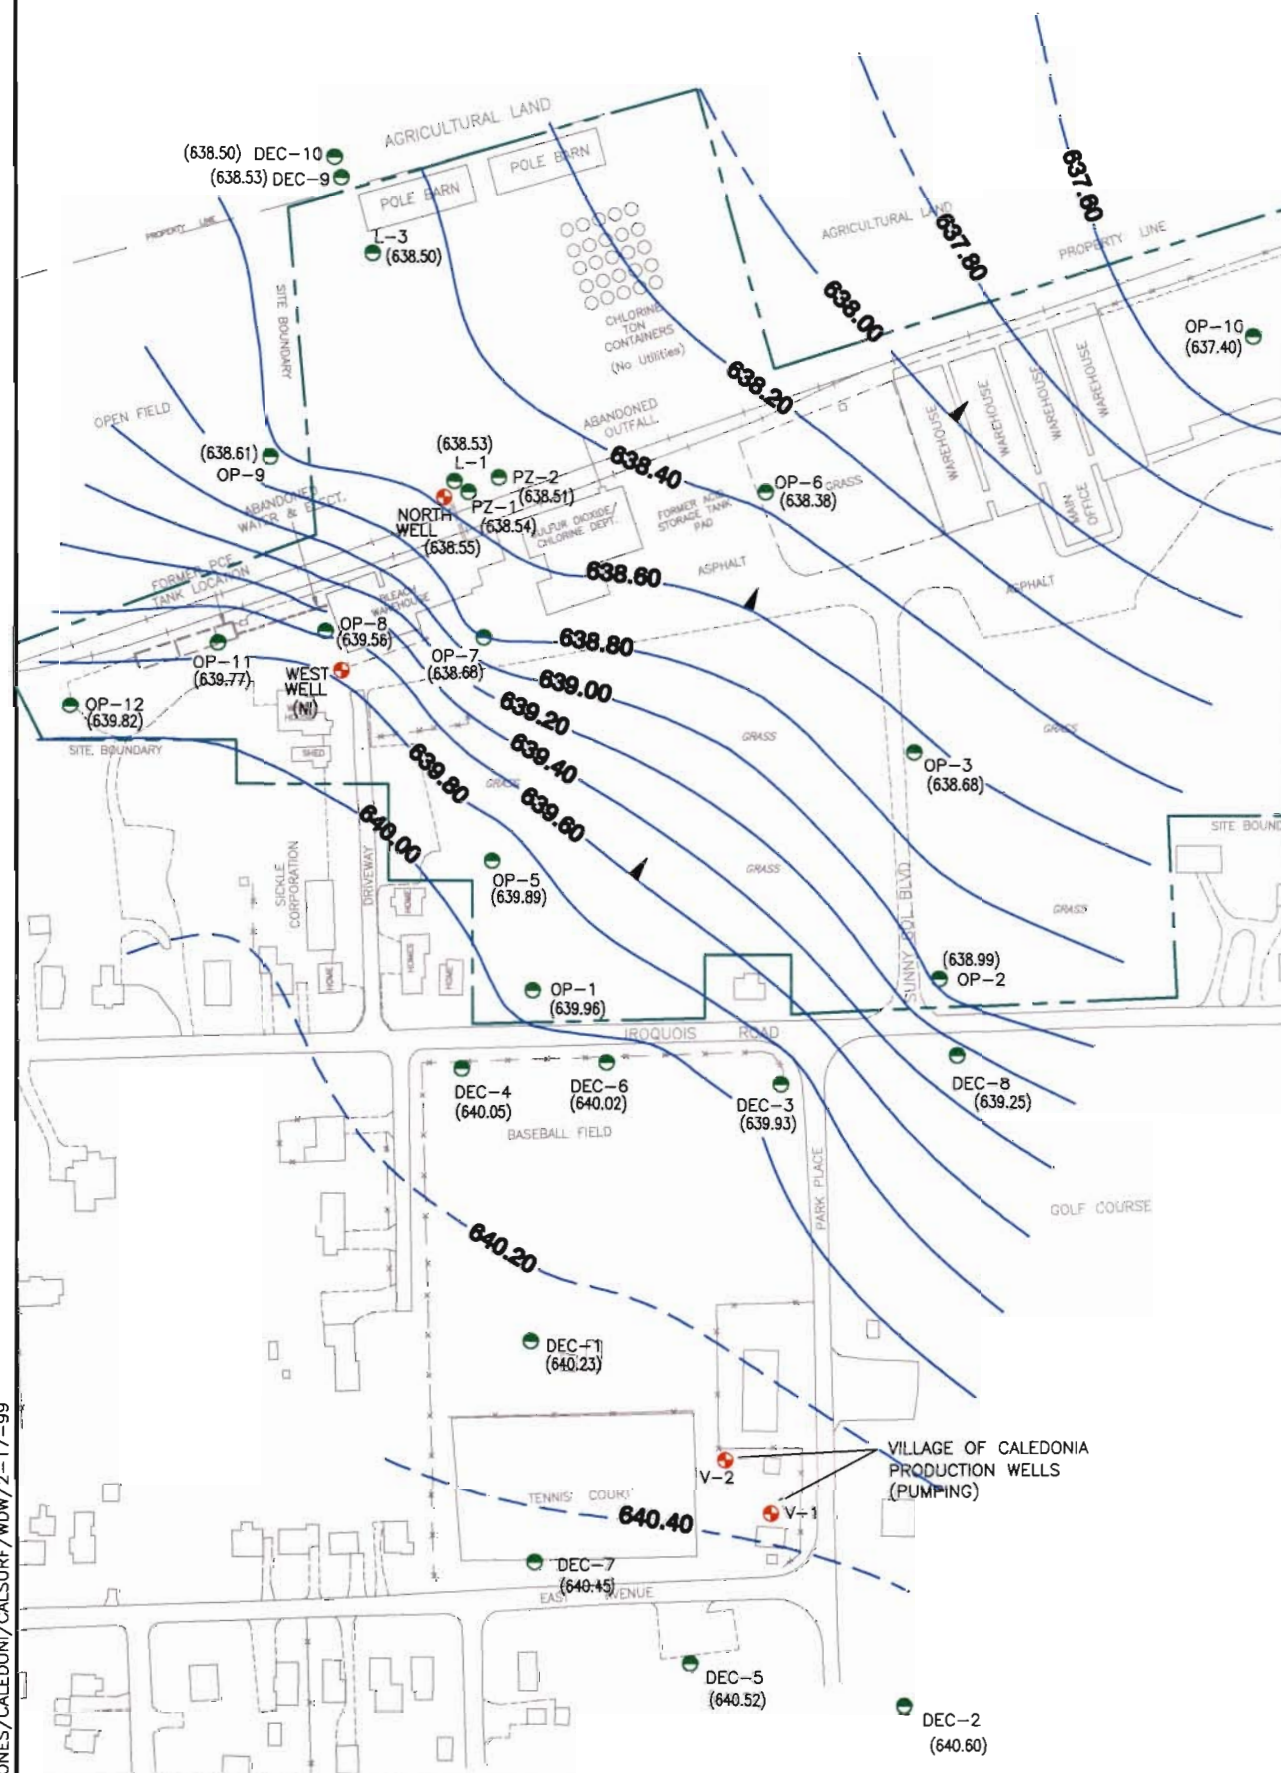 AGRICULTURAL LAND
(638.50) DEC-10
(638.53) DEC-9
POLE BARN
POLE BARN
PROPERTY LINE
L-3
(638.50)
SITE BOUNDARY
CHLORINE
TON
CONTAINERS
(No Utilities)
AGRICULTURAL LAND
PROPERTY LINE
637.60
637.80
638.00
638.20
OP-10
(637.40)
WAREHOUSE
WAREHOUSE
WAREHOUSE
WAREHOUSE
MAIN
OFFICE
OPEN FIELD
ABANDONED
OUTFALL
(638.61)
OP-9
(638.53)
L-1
PZ-2
(638.51)
PZ-1
(638.54)
NORTH
WELL
(638.55)
638.40
OP-6
(638.38)
GRASS
ABANDONED
WATER & ELECT.
SULFUR DIOXIDE/
CHLORINE DEPT.
FORMER ACID
STORAGE TANK
PAD
ASPHALT
ASPHALT
638.60
FORMER PCE
TANK LOCATION
BLEACH
WAREHOUSE
OP-8
(639.56)
OP-7
(638.68)
638.80
OP-11
(639.77)
WEST
WELL
(NI)
639.00
639.20
639.40
639.60
639.80
640.00
OP-12
(639.82)
SITE BOUNDARY
SHED
GRASS
GRASS
GRASS
GRASS
GRASS
OP-3
(638.68)
SITE BOUND
SICKLE
CORPORATION
DRIVEWAY
OP-5
(639.89)
HOME
HOMES
HOME
HOME
SUNNY SOL BLVD
(638.99)
OP-2
OP-1
(639.96)
IROQUOIS ROAD
DEC-4
(640.05)
DEC-6
(640.02)
DEC-3
(639.93)
DEC-8
(639.25)
BASEBALL FIELD
PARK PLACE
GOLF COURSE
640.20
DEC-1
(640.23)
VILLAGE OF CALEDONIA
PRODUCTION WELLS
(PUMPING)
V-2
V-1
TENNIS COURT
640.40
DEC-7
(640.45)
EAST AVENUE
DEC-5
(640.52)
DEC-2
(640.60)
ONES/CALEDONI/CALSURF/WDW/2-17-99